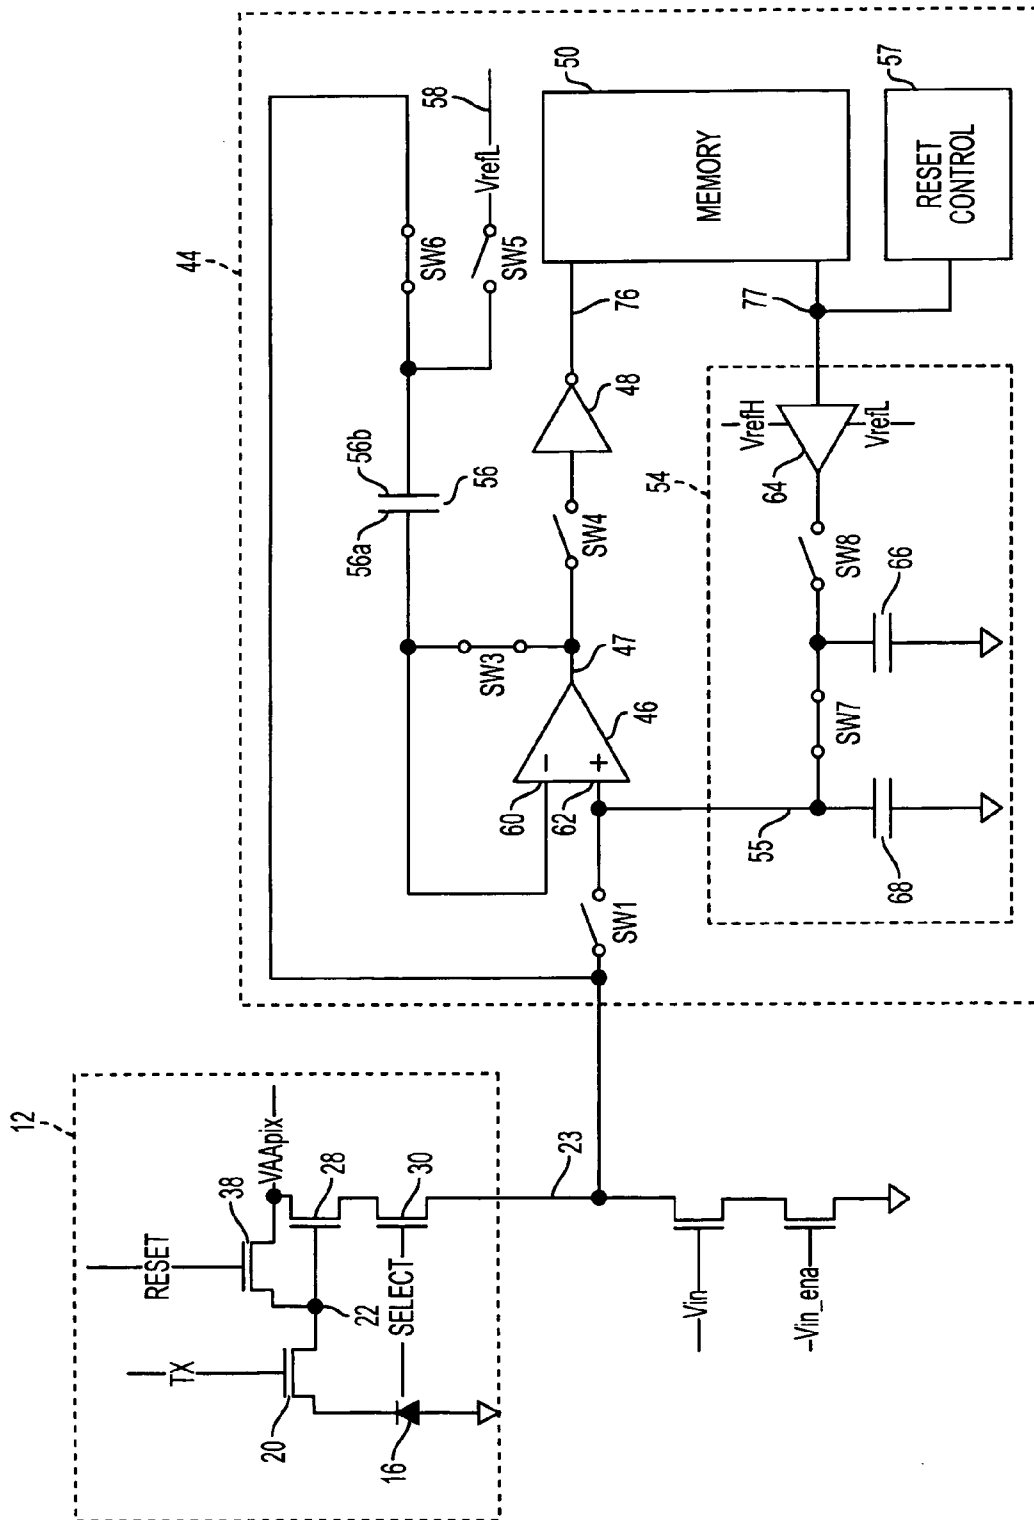 12
TX
RESET
38
VAApix
20
22
28
SELECT
30
16
23
Vin
Vin_ena
44
56a
56b
56
SW6
SW5
VrefL
58
SW3
47
SW4
48
76
MEMORY
50
60
62
−
+
46
SW1
55
54
77
RESET
CONTROL
57
VrefH
VrefL
64
SW8
SW7
66
68